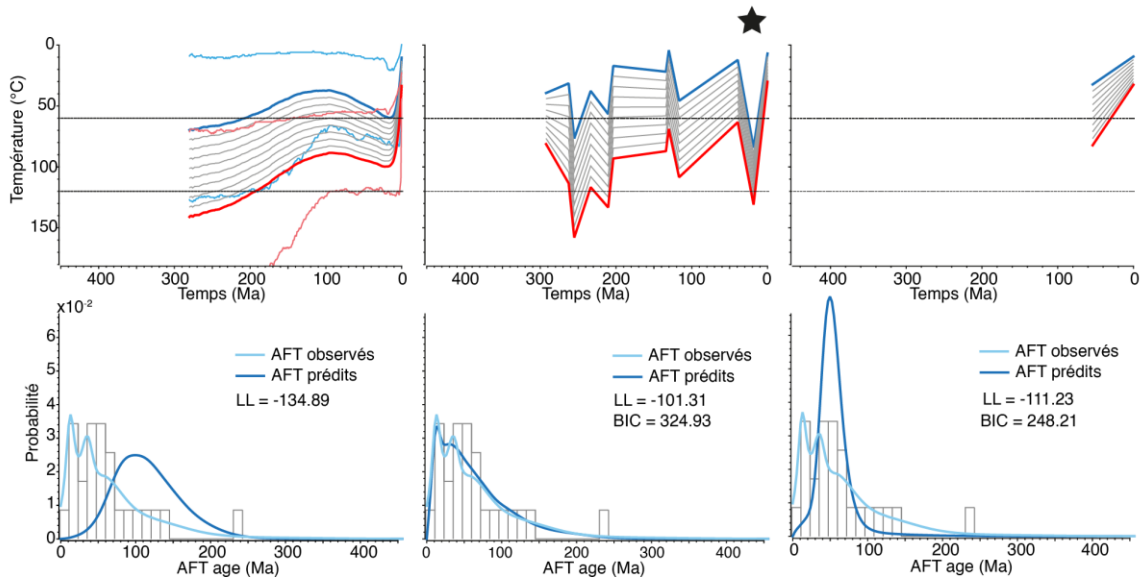 0
50
100
150
Température (°C)
400 300 200 100 0
Temps (Ma)
400 300 200 100 0
Temps (Ma)
400 300 200 100 0
Temps (Ma)
x10⁻²
6
5
4
3
2
1
0
Probabilité
AFT observés
AFT prédits
LL = -134.89
0 100 200 300 400
AFT age (Ma)
AFT observés
AFT prédits
LL = -101.31
BIC = 324.93
0 100 200 300 400
AFT age (Ma)
AFT observés
AFT prédits
LL = -111.23
BIC = 248.21
0 100 200 300 400
AFT age (Ma)